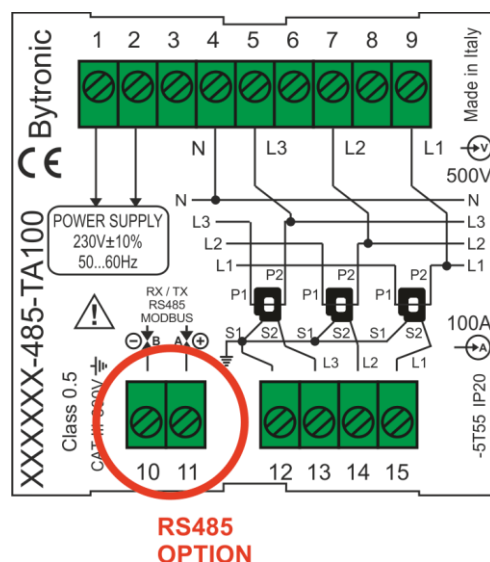 1 2 3 4 5 6 7 8 9
Bytronic
Made in Italy
CE
N L3 L2 L1
V
500V
N N
L3 L3
L2 L2
L1 L1
POWER SUPPLY
230V±10%
50...60Hz
P1 P2 P1 P2 P1 P2
RX / TX
RS485
MODBUS
B A
S1 S2 S1 S2 S1 S2
L3 L2 L1
100A
A
XXXXXX-485-TA100
Class 0.5
CAT III 300V
-5T55 IP20
10 11 12 13 14 15
RS485
OPTION